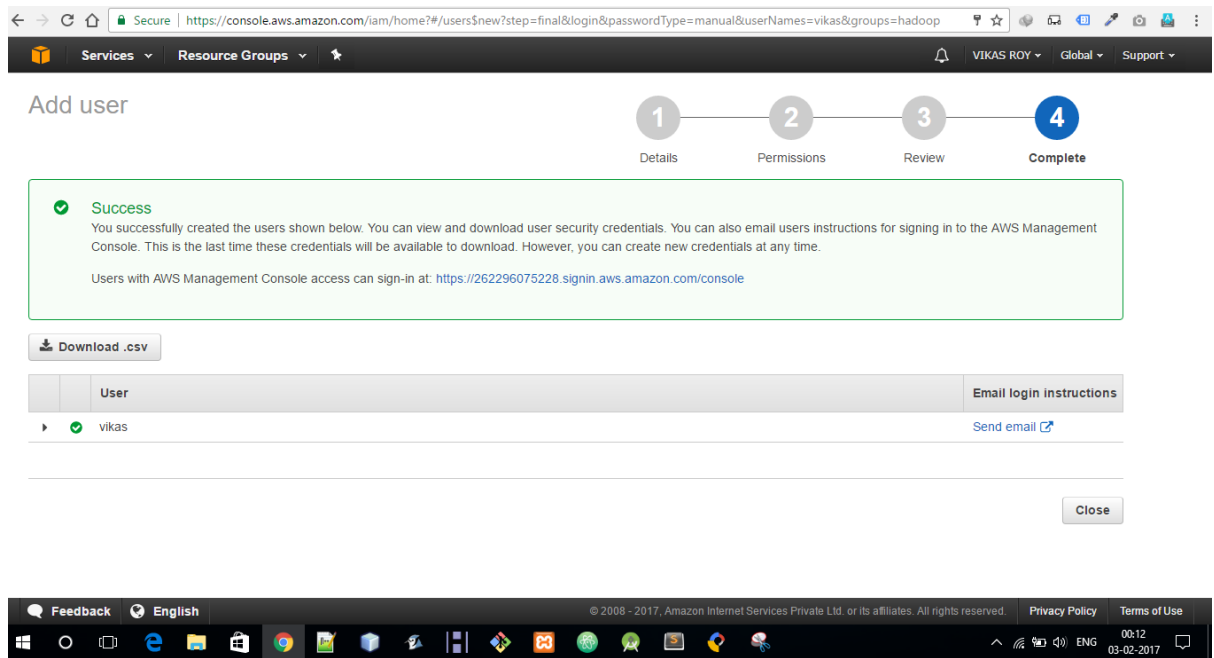 Secure | https://console.aws.amazon.com/iam/home?#/users$new?step=final&login&passwordType=manual&userNames=vikas&groups=hadoop
Services Resource Groups VIKAS ROY Global Support
Add user
1 2 3 4
Details Permissions Review Complete
Success
You successfully created the users shown below. You can view and download user security credentials. You can also email users instructions for signing in to the AWS Management
Console. This is the last time these credentials will be available to download. However, you can create new credentials at any time.
Users with AWS Management Console access can sign-in at: https://262296075228.signin.aws.amazon.com/console
Download .csv
User Email login instructions
vikas Send email
Close
Feedback English © 2008 - 2017, Amazon Internet Services Private Ltd. or its affiliates. All rights reserved. Privacy Policy Terms of Use
ENG 00:12
03-02-2017